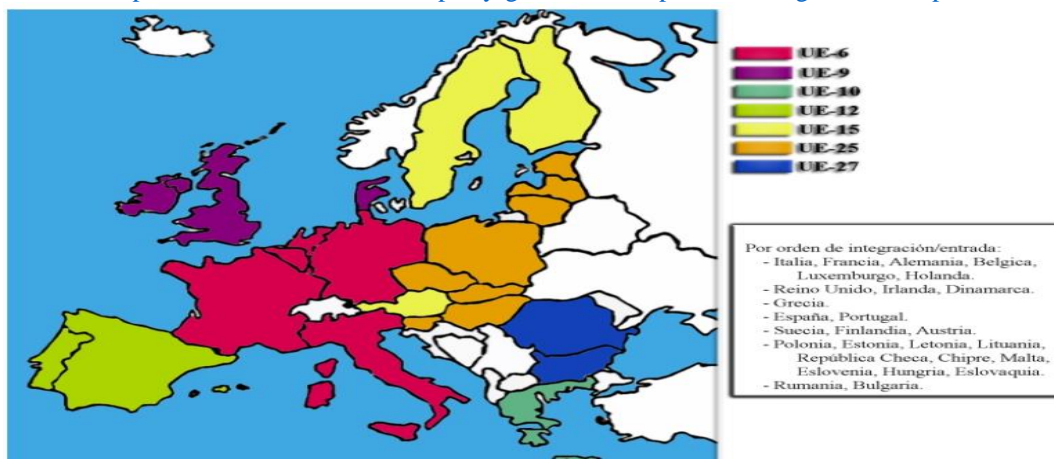 UE-6
UE-9
UE-10
UE-12
UE-15
UE-25
UE-27
Por orden de integración/entrada:
- Italia, Francia, Alemania, Belgica,
Luxemburgo, Holanda.
- Reino Unido, Irlanda, Dinamarca.
- Grecia.
- España, Portugal.
- Suecia, Finlandia, Austria.
- Polonia, Estonia, Letonia, Lituania,
República Checa, Chipre, Malta,
Eslovenia, Hungria, Eslovaquia.
- Rumania, Bulgaria.